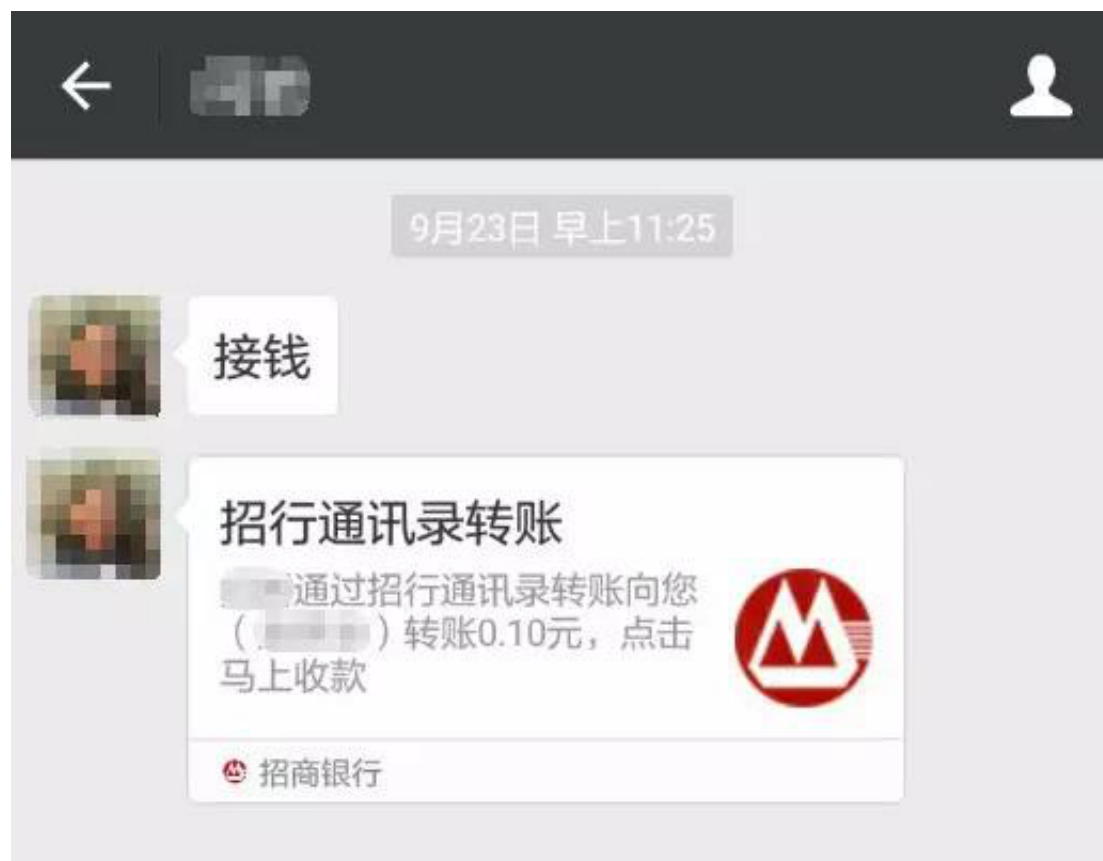 9月23日 早上11:25
接钱
招行通讯录转账
通过招行通讯录转账向您
（ ）转账0.10元，点击
马上收款
招商银行